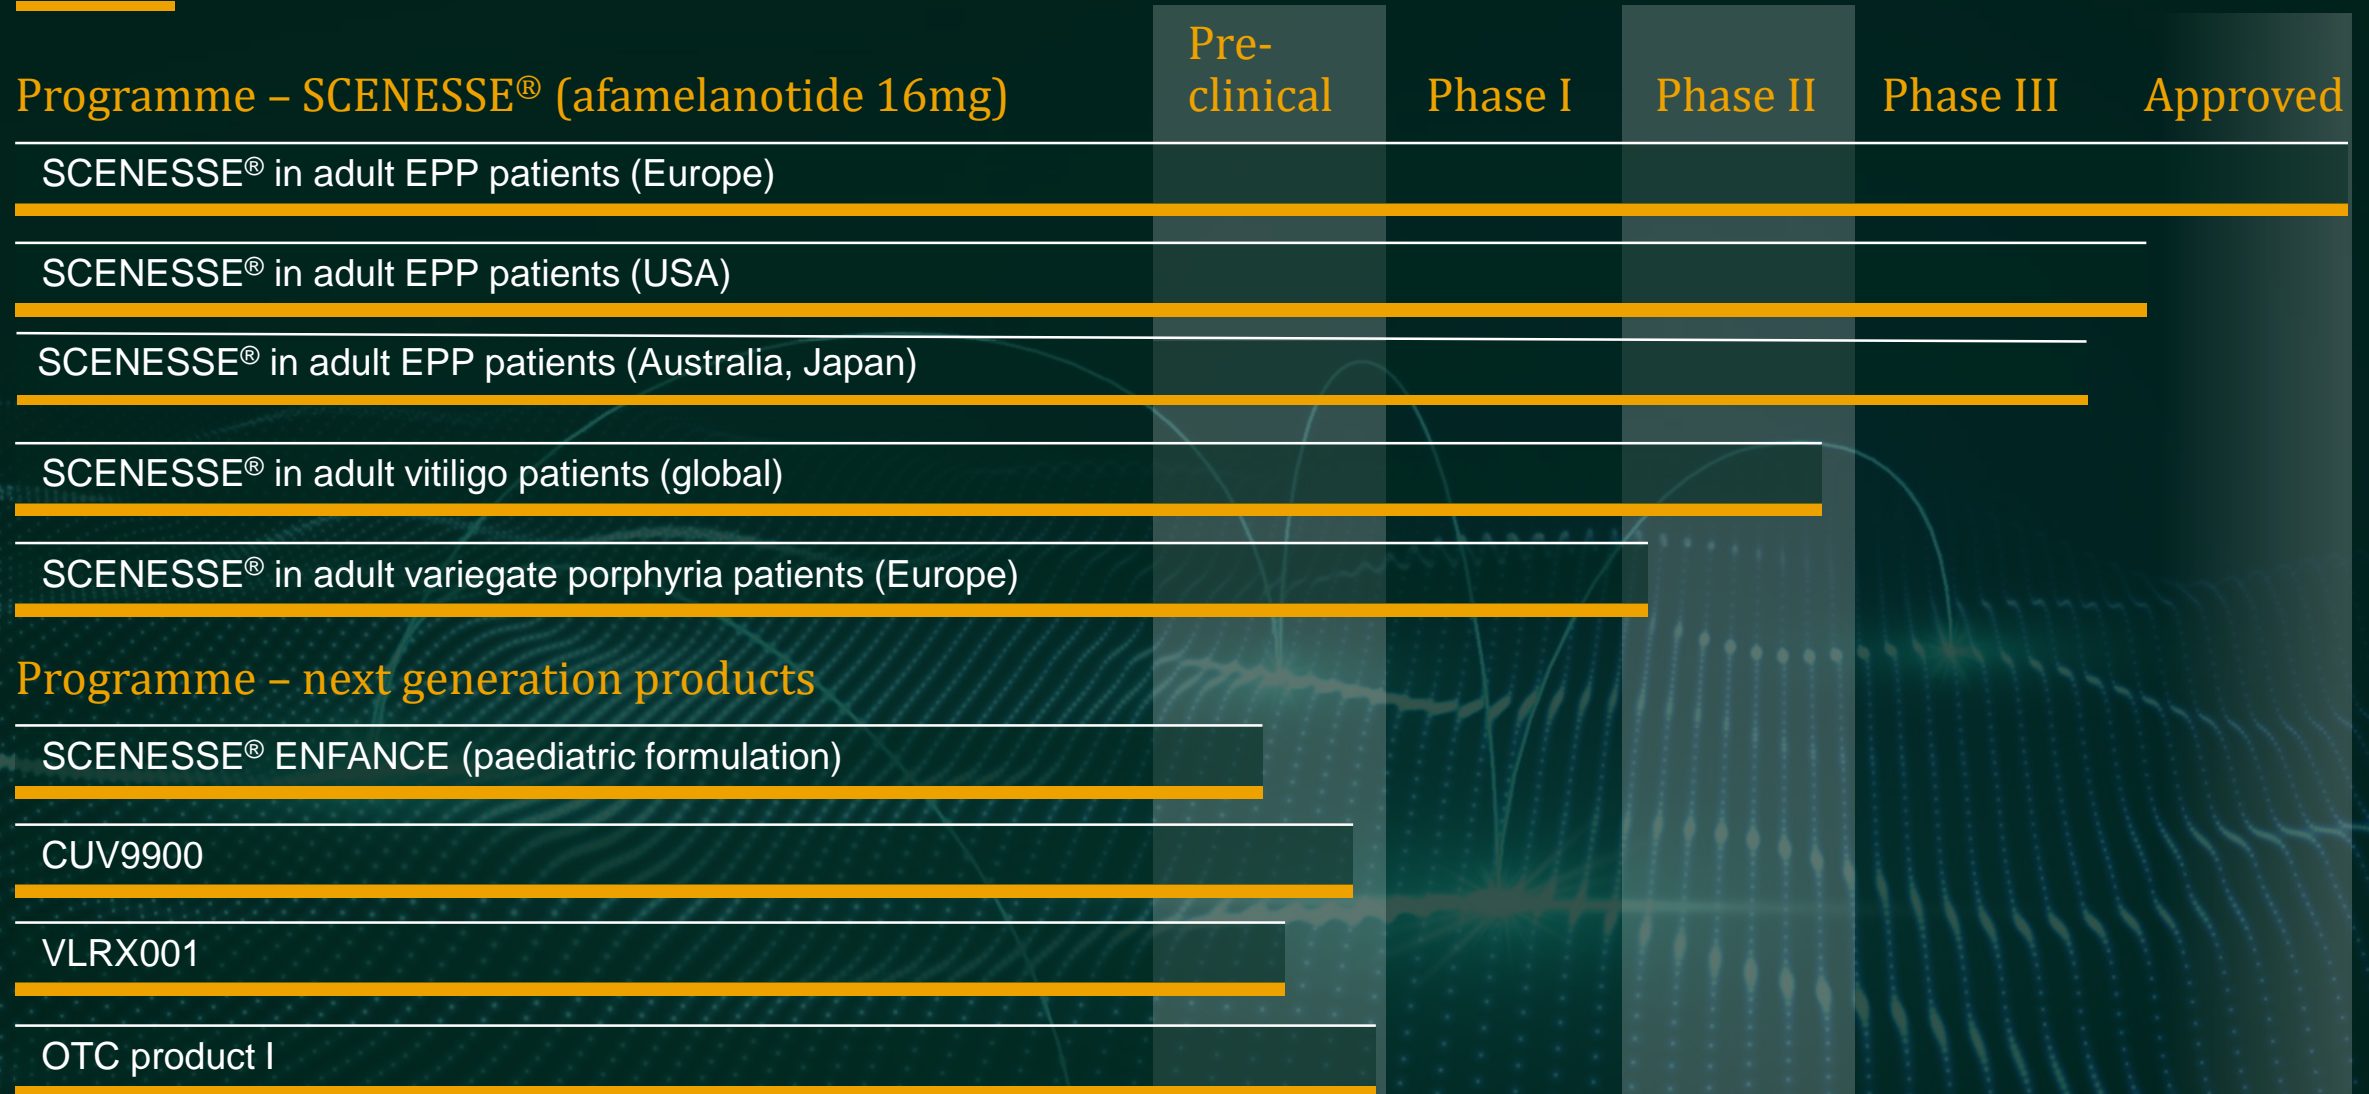 Programme – SCENESSE® (afamelanotide 16mg)
Pre-
clinical
Phase I
Phase II
Phase III
Approved
SCENESSE® in adult EPP patients (Europe)
SCENESSE® in adult EPP patients (USA)
SCENESSE® in adult EPP patients (Australia, Japan)
SCENESSE® in adult vitiligo patients (global)
SCENESSE® in adult variegate porphyria patients (Europe)
Programme – next generation products
SCENESSE® ENFANCE (paediatric formulation)
CUV9900
VLRX001
OTC product I